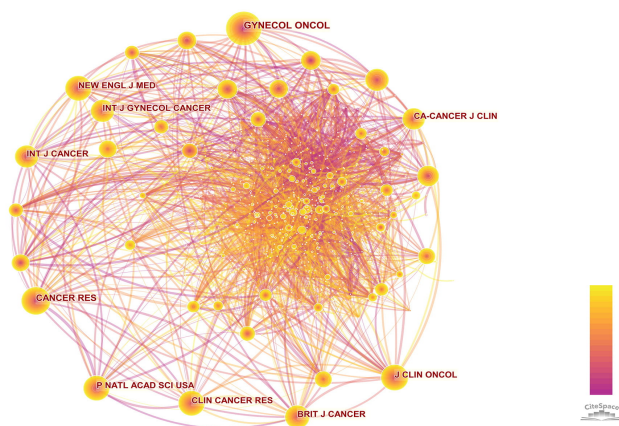 GYNECOL ONCOL
NEW ENGL J MED
INT J GYNECOL CANCER
CA-CANCER J CLIN
INT J CANCER
CANCER RES
J CLIN ONCOL
P NATL ACAD SCI USA
CLIN CANCER RES
BRIT J CANCER
CiteSpace